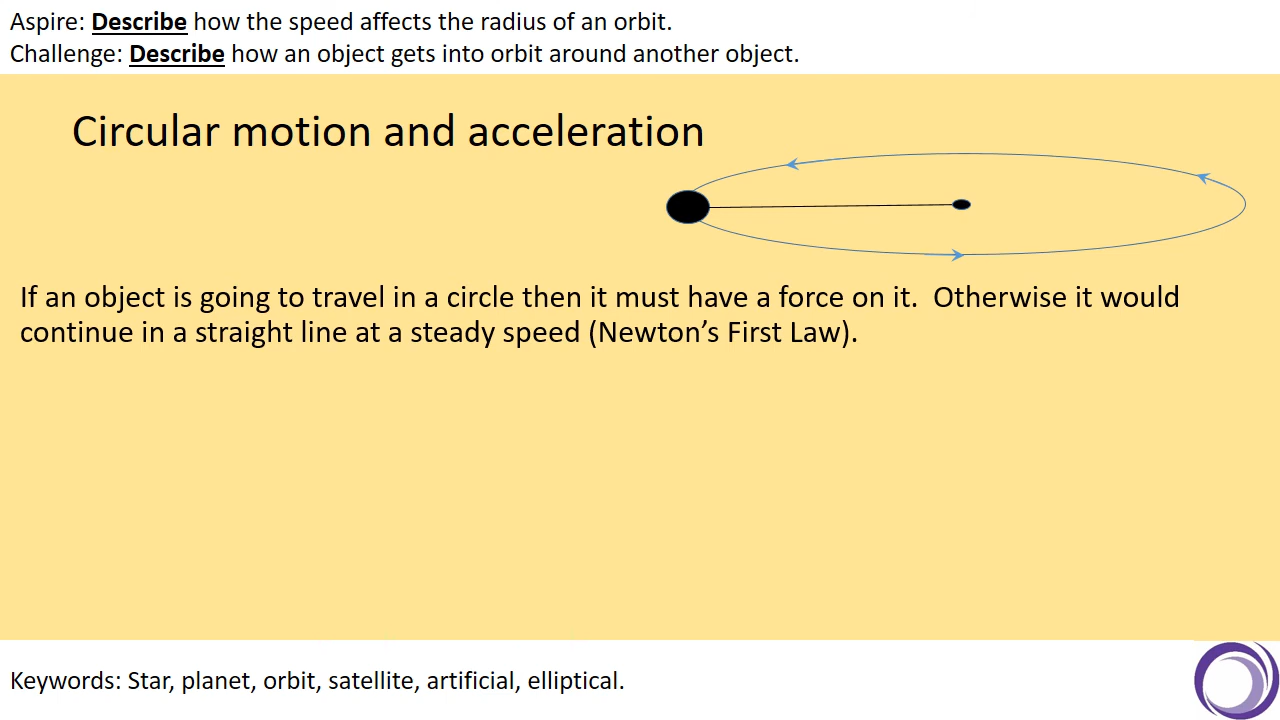 Aspire: Describe how the speed affects the radius of an orbit.
Challenge: Describe how an object gets into orbit around another object.
Circular motion and acceleration
If an object is going to travel in a circle then it must have a force on it.  Otherwise it would
continue in a straight line at a steady speed (Newton’s First Law).
Keywords: Star, planet, orbit, satellite, artificial, elliptical.